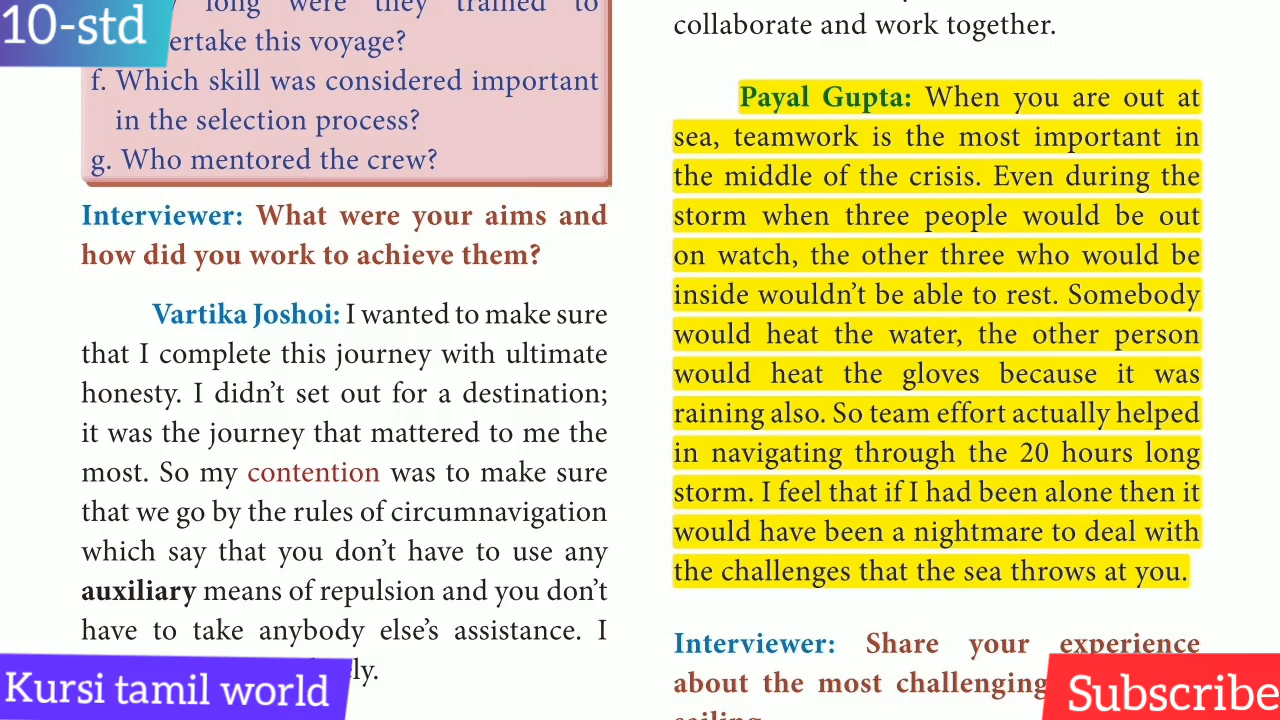 10-std
long were they trained to
ertake this voyage?
f. Which skill was considered important
in the selection process?
g. Who mentored the crew?
Interviewer: What were your aims and
how did you work to achieve them?
Vartika Joshoi: I wanted to make sure
that I complete this journey with ultimate
honesty. I didn't set out for a destination;
it was the journey that mattered to me the
most. So my contention was to make sure
that we go by the rules of circumnavigation
which say that you don't have to use any
auxiliary means of repulsion and you don't
have to take anybody else's assistance. I
ly.
Kursi tamil world
collaborate and work together.
Payal Gupta: When you are out at
sea, teamwork is the most important in
the middle of the crisis. Even during the
storm when three people would be out
on watch, the other three who would be
inside wouldn't be able to rest. Somebody
would heat the water, the other person
would heat the gloves because it was
raining also. So team effort actually helped
in navigating through the 20 hours long
storm. I feel that if I had been alone then it
would have been a nightmare to deal with
the challenges that the sea throws at you.
Interviewer: Share your experience
about the most challenging
sailing
Subscribe